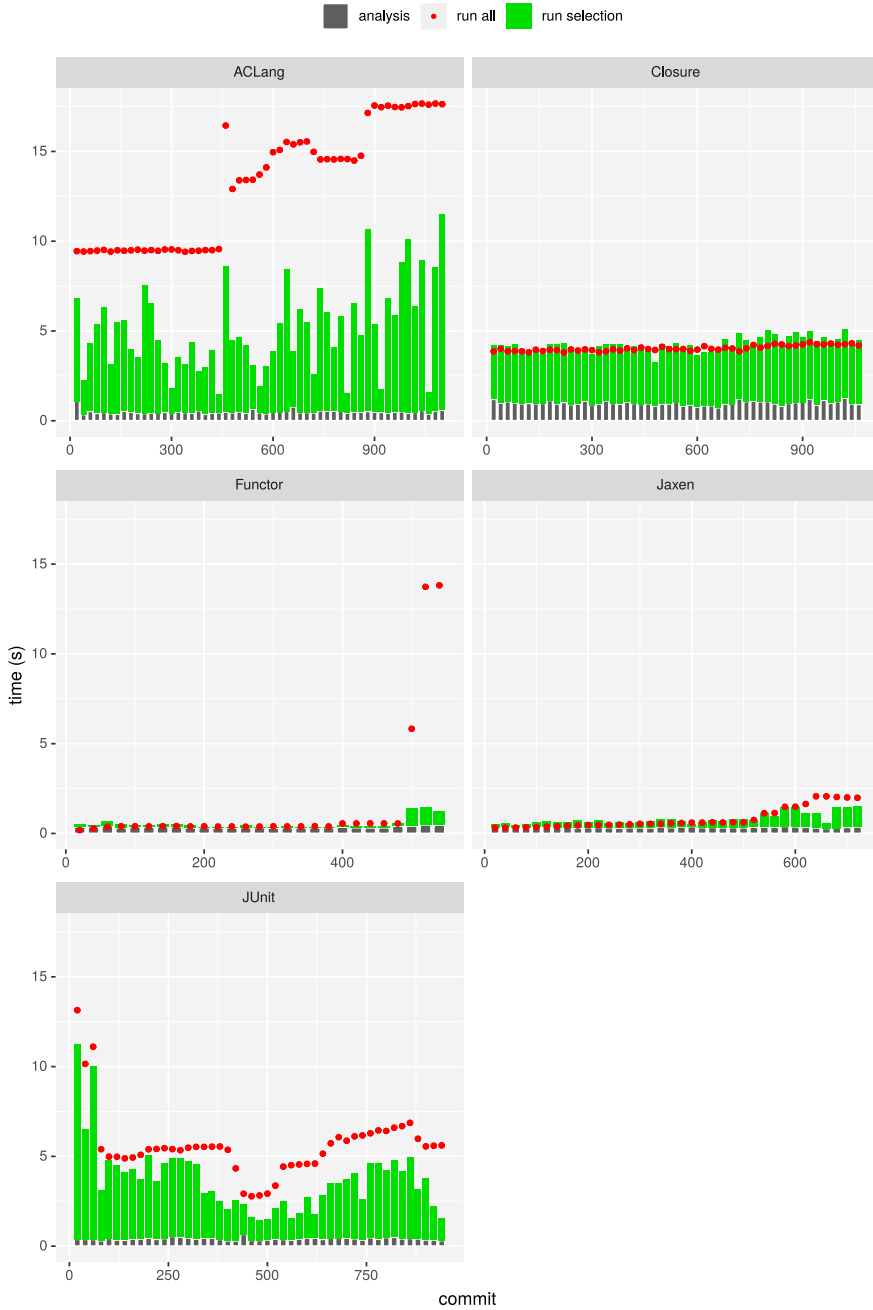 analysis run all run selection
ACLang Closure
15
10
5
0
0 300 600 900 0 300 600 900
Functor Jaxen
15
10
5
0
0 200 400 0 200 400 600
time (s)
JUnit
15
10
5
0
0 250 500 750
commit